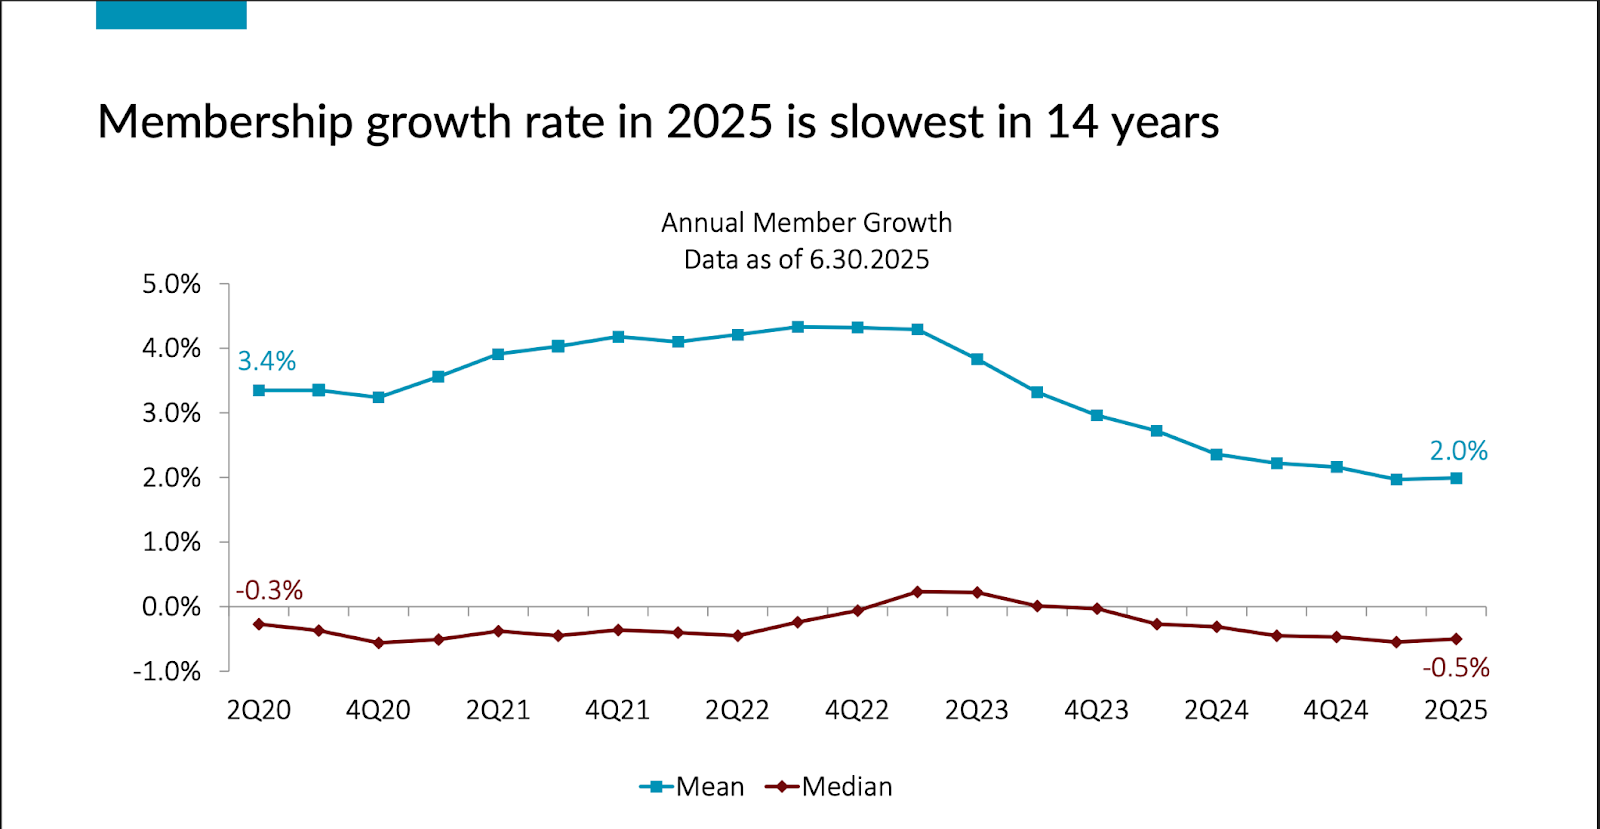 Membership growth rate in 2025 is slowest in 14 years
Annual Member Growth
Data as of 6.30.2025
5.0%
4.0%
3.0%
2.0%
1.0%
0.0%
-1.0%
3.4%
2.0%
-0.3%
-0.5%
2Q20 4Q20 2Q21 4Q21 2Q22 4Q22 2Q23 4Q23 2Q24 4Q24 2Q25
Mean Median